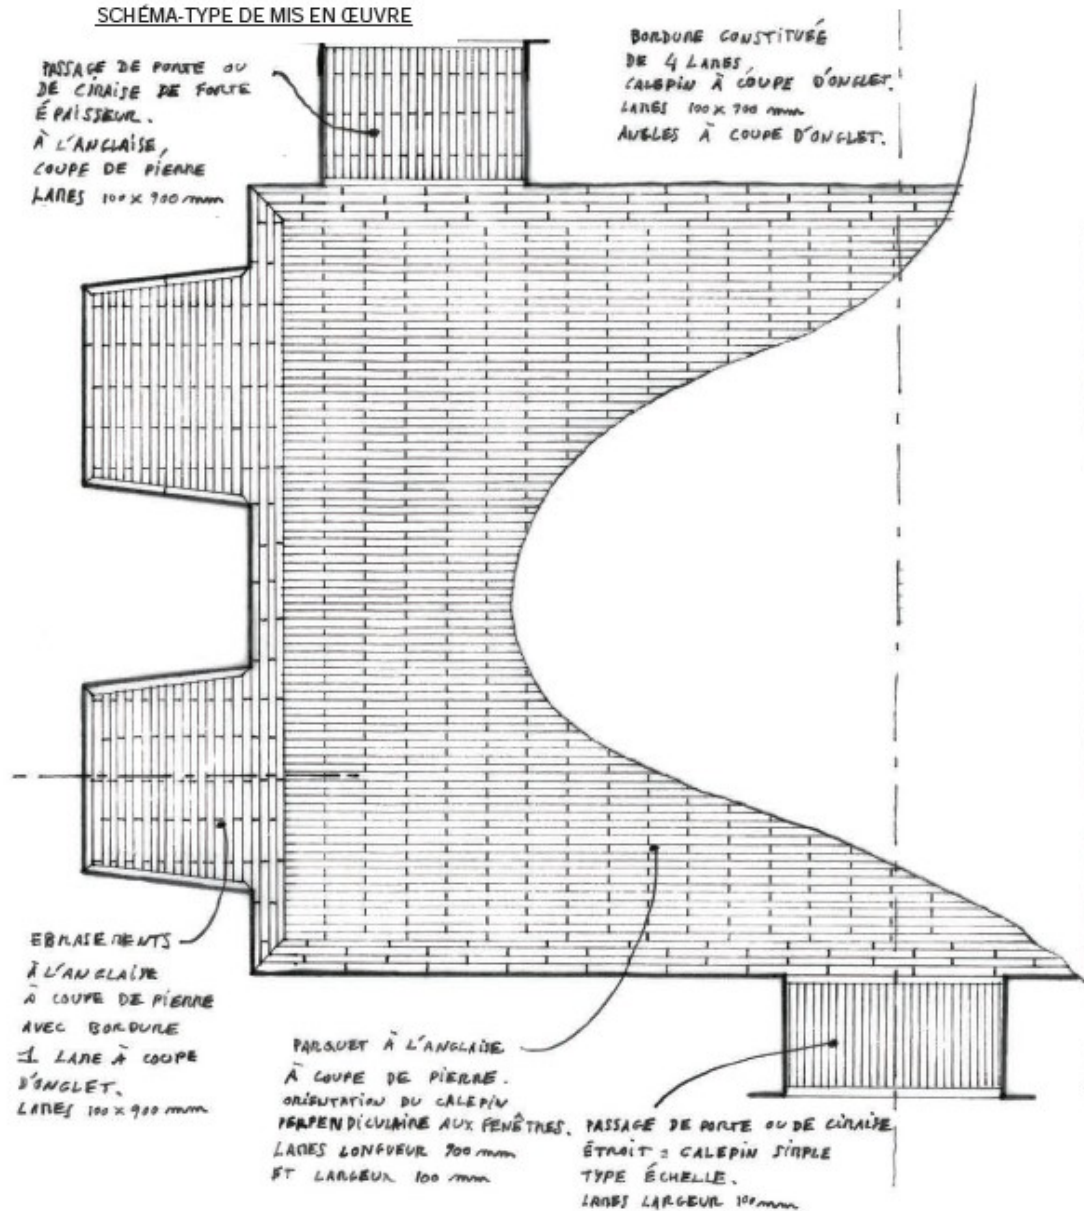 SCHÉMA-TYPE DE MIS EN ŒUVRE
PASSAGE DE PORTE OU
DE CIMAISE DE FORTE
ÉPAISSEUR.
À L'ANGLAISE,
COUPE DE PIERRE
LAMES 100 x 900 mm
BORDURE CONSTITUÉE
DE 4 LAMES
CALEPIN À COUPE D'ONGLET.
LAMES 100 x 700 mm
ANGLES À COUPE D'ONGLET.
EBRASEMENTS
À L'ANGLAISE
À COUPE DE PIERRE
AVEC BORDURE
1 LAME À COUPE
D'ONGLET.
LAMES 100 x 900 mm
PARQUET À L'ANGLAISE
À COUPE DE PIERRE.
ORIENTATION DU CALEPIN
PERPENDICULAIRE AUX FENÊTRES.
LAMES LONGUEUR 900 mm
ET LARGEUR 100 mm
PASSAGE DE PORTE OU DE CIMAISE
ÉTROIT = CALEPIN SIMPLE
TYPE ÉCHELLE.
LAMES LARGEUR 100 mm